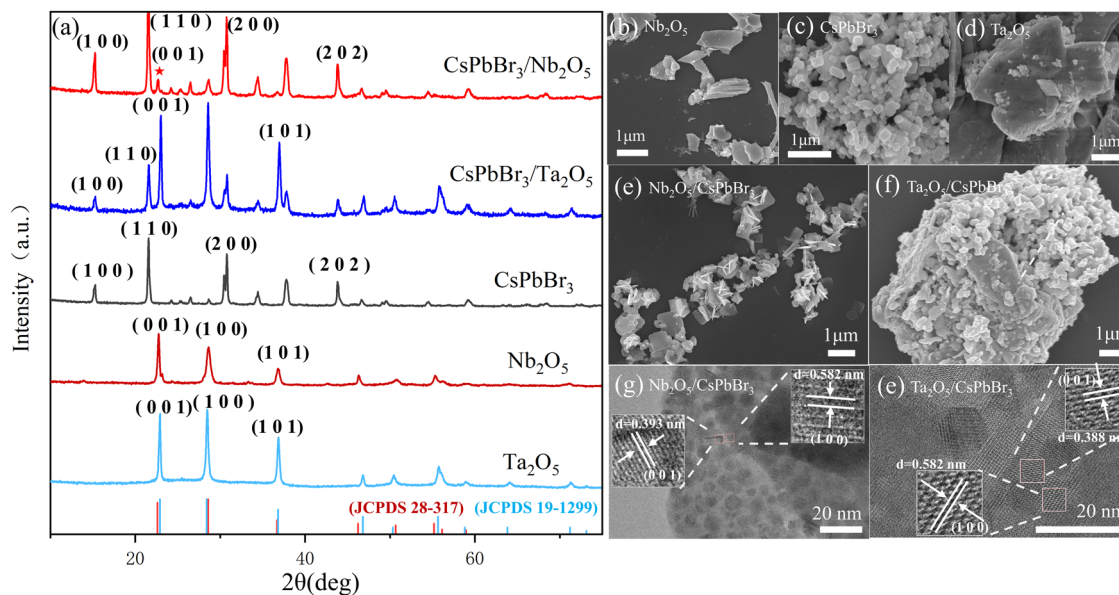 (a)
(1 1 0)
(2 0 0)
(1 0 0)
(0 0 1)
(2 0 2)
★
CsPbBr₃/Nb₂O₅
(0 0 1)
(1 0 1)
(1 1 0)
(1 0 0)
CsPbBr₃/Ta₂O₅
(1 1 0)
(2 0 0)
(1 0 0)
(2 0 2)
CsPbBr₃
(0 0 1)
(1 0 0)
(1 0 1)
Nb₂O₅
(0 0 1)
(1 0 0)
(1 0 1)
Ta₂O₅
(JCPDS 28-317)
(JCPDS 19-1299)
20
40
60
2θ(deg)
Intensity (a.u.)
(b) Nb₂O₅
1μm
(c) CsPbBr₃
1μm
(d) Ta₂O₅
1μm
(e) Nb₂O₅/CsPbBr₃
1μm
(f) Ta₂O₅/CsPbBr₃
1μm
(g) Nb₂O₅/CsPbBr₃
d=0.582 nm
(1 0 0)
d=0.393 nm
(0 0 1)
20 nm
(e) Ta₂O₅/CsPbBr₃
(0 0 1)
d=0.388 nm
d=0.582 nm
(1 0 0)
20 nm